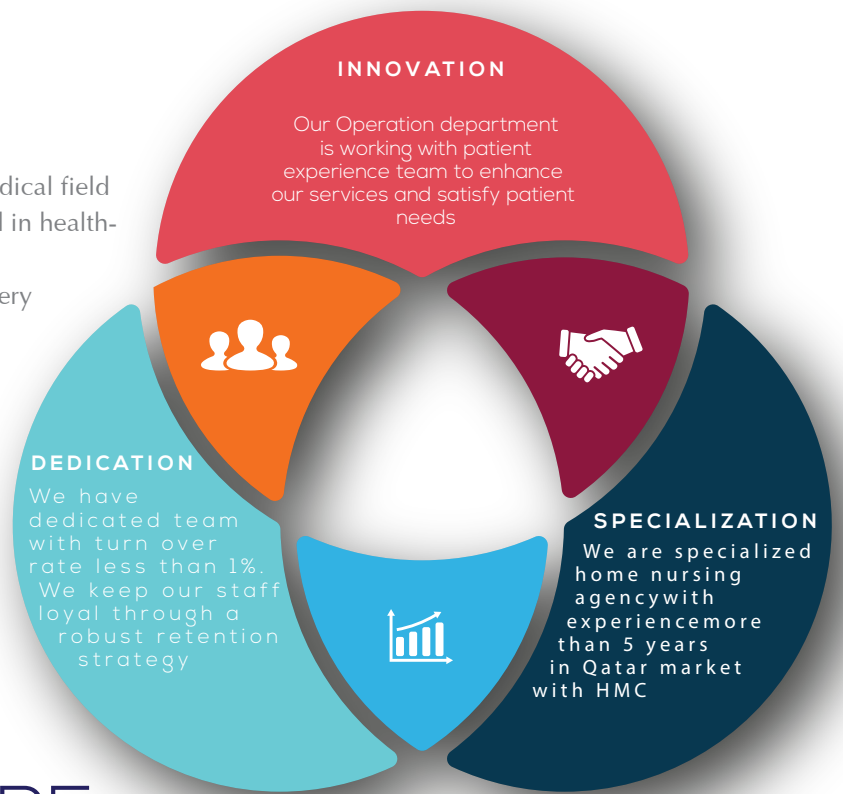 INNOVATION
Our Operation department
is working with patient
experience team to enhance
our services and satisfy patient
needs
dical field
in health-
ery
DEDICATION
We have
dedicated team
with turn over
rate less than 1%.
We keep our staff
loyal through a
robust retention
strategy
SPECIALIZATION
We are specialized
home nursing
agencywith
experiencemore
than 5 years
in Qatar market
with HMC